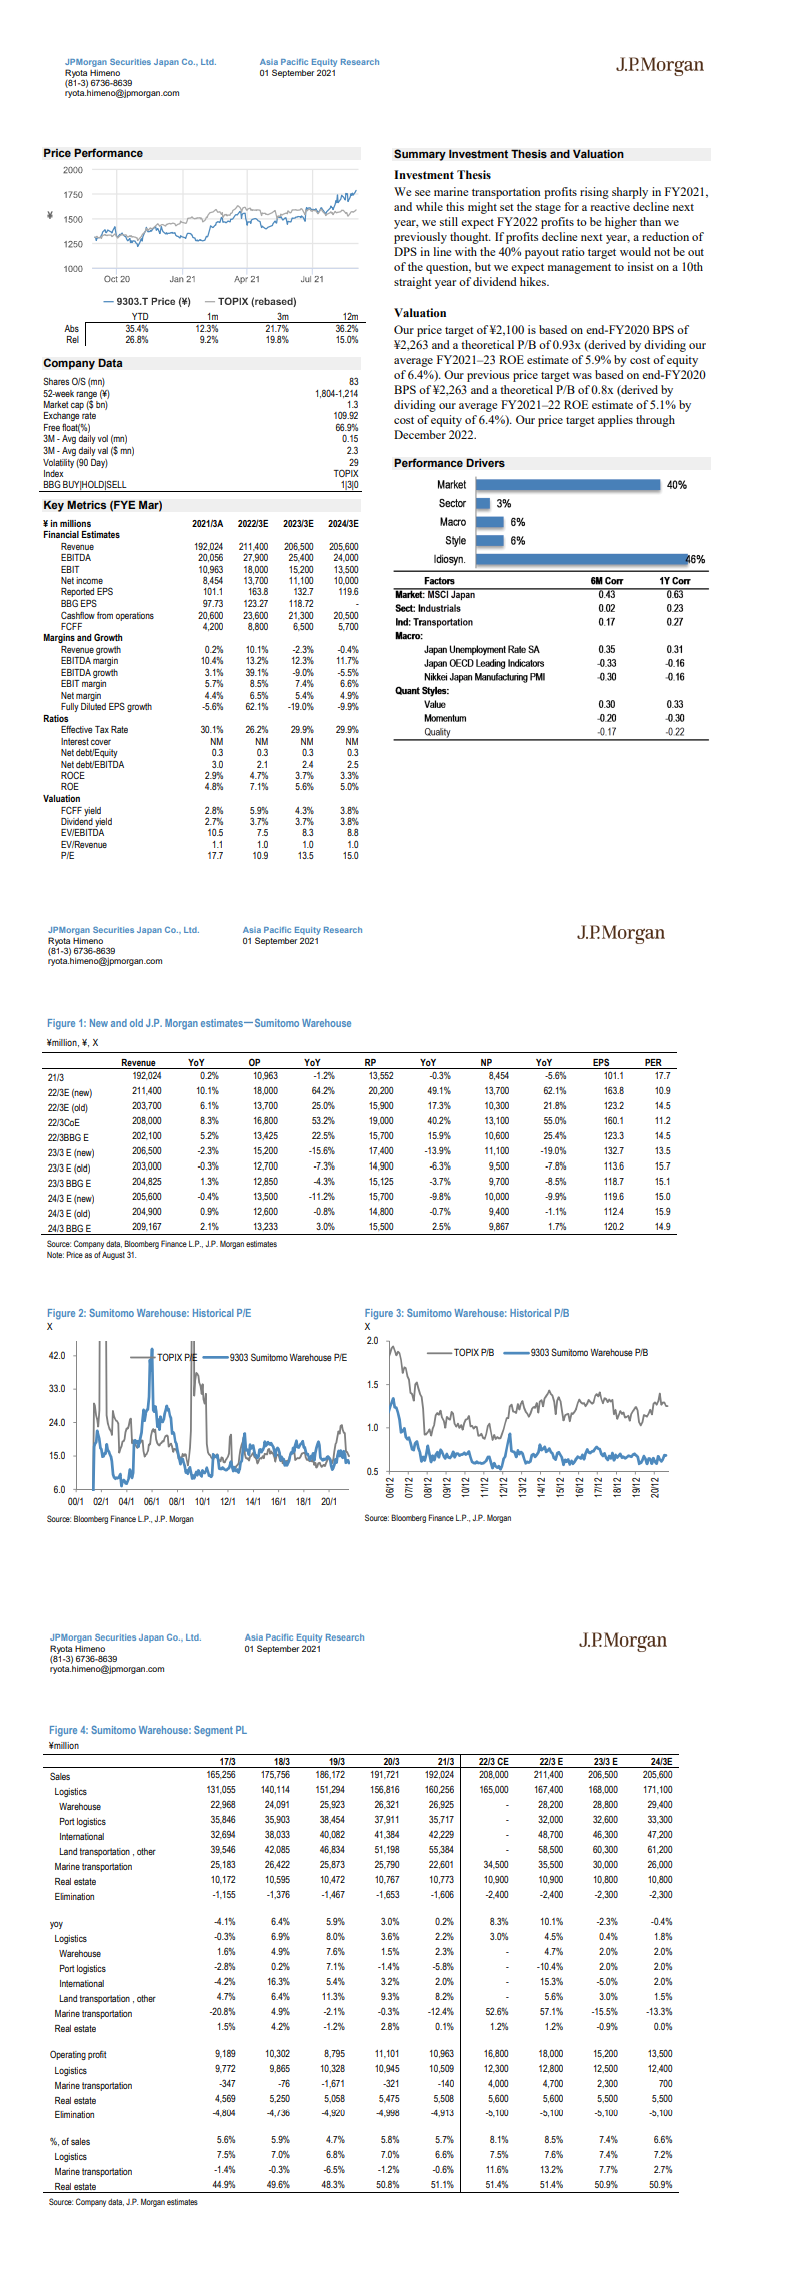 JPMorgan Securities Japan Co., Ltd.
Ryota Himeno
(81-3) 6736-8639
ryota.himeno@jpmorgan.com
Asia Pacific Equity Research
01 September 2021
J.P.Morgan
Price Performance
2000
1750
1500
1250
1000
¥
Oct 20 Jan 21 Apr 21 Jul 21
9303.T Price (¥) TOPIX (rebased)
YTD 1m 3m 12m
Abs 35.4% 12.3% 21.7% 36.2%
Rel 26.8% 9.2% 19.8% 15.0%
Company Data
Shares O/S (mn) 83
52-week range (¥) 1,804-1,214
Market cap ($ bn) 1.3
Exchange rate 109.92
Free float(%) 66.9%
3M - Avg daily vol (mn) 0.15
3M - Avg daily val ($ mn) 2.3
Volatility (90 Day) 29
Index TOPIX
BBG BUY|HOLD|SELL 1|3|0
Key Metrics (FYE Mar)
¥ in millions 2021/3A 2022/3E 2023/3E 2024/3E
Financial Estimates
Revenue 192,024 211,400 206,500 205,600
EBITDA 20,056 27,900 25,400 24,000
EBIT 10,963 18,000 15,200 13,500
Net income 8,454 13,700 11,100 10,000
Reported EPS 101.1 163.8 132.7 119.6
BBG EPS 97.73 123.27 118.72 -
Cashflow from operations 20,600 23,600 21,300 20,500
FCFF 4,200 8,800 6,500 5,700
Margins and Growth
Revenue growth 0.2% 10.1% -2.3% -0.4%
EBITDA margin 10.4% 13.2% 12.3% 11.7%
EBITDA growth 3.1% 39.1% -9.0% -5.5%
EBIT margin 5.7% 8.5% 7.4% 6.6%
Net margin 4.4% 6.5% 5.4% 4.9%
Fully Diluted EPS growth -5.6% 62.1% -19.0% -9.9%
Ratios
Effective Tax Rate 30.1% 26.2% 29.9% 29.9%
Interest cover NM NM NM NM
Net debt/Equity 0.3 0.3 0.3 0.3
Net debt/EBITDA 3.0 2.1 2.4 2.5
ROCE 2.9% 4.7% 3.7% 3.3%
ROE 4.8% 7.1% 5.6% 5.0%
Valuation
FCFF yield 2.8% 5.9% 4.3% 3.8%
Dividend yield 2.7% 3.7% 3.7% 3.8%
EV/EBITDA 10.5 7.5 8.3 8.8
EV/Revenue 1.1 1.0 1.0 1.0
P/E 17.7 10.9 13.5 15.0
Summary Investment Thesis and Valuation
Investment Thesis
We see marine transportation profits rising sharply in FY2021,
and while this might set the stage for a reactive decline next
year, we still expect FY2022 profits to be higher than we
previously thought. If profits decline next year, a reduction of
DPS in line with the 40% payout ratio target would not be out
of the question, but we expect management to insist on a 10th
straight year of dividend hikes.
Valuation
Our price target of ¥2,100 is based on end-FY2020 BPS of
¥2,263 and a theoretical P/B of 0.93x (derived by dividing our
average FY2021–23 ROE estimate of 5.9% by cost of equity
of 6.4%). Our previous price target was based on end-FY2020
BPS of ¥2,263 and a theoretical P/B of 0.8x (derived by
dividing our average FY2021–22 ROE estimate of 5.1% by
cost of equity of 6.4%). Our price target applies through
December 2022.
Performance Drivers
Market 40%
Sector 3%
Macro 6%
Style 6%
Idiosyn. 46%
Factors 6M Corr 1Y Corr
Market: MSCI Japan 0.43 0.63
Sect: Industrials 0.02 0.23
Ind: Transportation 0.17 0.27
Macro:
Japan Unemployment Rate SA 0.35 0.31
Japan OECD Leading Indicators -0.33 -0.16
Nikkei Japan Manufacturing PMI -0.30 -0.16
Quant Styles:
Value 0.30 0.33
Momentum -0.20 -0.30
Quality -0.17 -0.22
JPMorgan Securities Japan Co., Ltd.
Ryota Himeno
(81-3) 6736-8639
ryota.himeno@jpmorgan.com
Asia Pacific Equity Research
01 September 2021
J.P.Morgan
Figure 1: New and old J.P. Morgan estimates—Sumitomo Warehouse
¥million, ¥, X
Revenue YoY OP YoY RP YoY NP YoY EPS PER
21/3 192,024 0.2% 10,963 -1.2% 13,552 -0.3% 8,454 -5.6% 101.1 17.7
22/3E (new) 211,400 10.1% 18,000 64.2% 20,200 49.1% 13,700 62.1% 163.8 10.9
22/3E (old) 203,700 6.1% 13,700 25.0% 15,900 17.3% 10,300 21.8% 123.2 14.5
22/3CoE 208,000 8.3% 16,800 53.2% 19,000 40.2% 13,100 55.0% 160.1 11.2
22/3BBG E 202,100 5.2% 13,425 22.5% 15,700 15.9% 10,600 25.4% 123.3 14.5
23/3 E (new) 206,500 -2.3% 15,200 -15.6% 17,400 -13.9% 11,100 -19.0% 132.7 13.5
23/3 E (old) 203,000 -0.3% 12,700 -7.3% 14,900 -6.3% 9,500 -7.8% 113.6 15.7
23/3 BBG E 204,825 1.3% 12,850 -4.3% 15,125 -3.7% 9,700 -8.5% 118.7 15.1
24/3 E (new) 205,600 -0.4% 13,500 -11.2% 15,700 -9.8% 10,000 -9.9% 119.6 15.0
24/3 E (old) 204,900 0.9% 12,600 -0.8% 14,800 -0.7% 9,400 -1.1% 112.4 15.9
24/3 BBG E 209,167 2.1% 13,233 3.0% 15,500 2.5% 9,867 1.7% 120.2 14.9
Source: Company data, Bloomberg Finance L.P., J.P. Morgan estimates
Note: Price as of August 31.
Figure 2: Sumitomo Warehouse: Historical P/E
X
42.0
33.0
24.0
15.0
6.0
TOPIX P/E 9303 Sumitomo Warehouse P/E
00/1 02/1 04/1 06/1 08/1 10/1 12/1 14/1 16/1 18/1 20/1
Source: Bloomberg Finance L.P., J.P. Morgan
Figure 3: Sumitomo Warehouse: Historical P/B
X
2.0
1.5
1.0
0.5
TOPIX P/B 9303 Sumitomo Warehouse P/B
06/12 07/12 08/12 09/12 10/12 11/12 12/12 13/12 14/12 15/12 16/12 17/12 18/12 19/12 20/12
Source: Bloomberg Finance L.P., J.P. Morgan
JPMorgan Securities Japan Co., Ltd.
Ryota Himeno
(81-3) 6736-8639
ryota.himeno@jpmorgan.com
Asia Pacific Equity Research
01 September 2021
J.P.Morgan
Figure 4: Sumitomo Warehouse: Segment PL
¥million
17/3 18/3 19/3 20/3 21/3 22/3 CE 22/3 E 23/3 E 24/3E
Sales 165,256 175,756 186,172 191,721 192,024 208,000 211,400 206,500 205,600
Logistics 131,055 140,114 151,294 156,816 160,256 165,000 167,400 168,000 171,100
Warehouse 22,968 24,091 25,923 26,321 26,925 - 28,200 28,800 29,400
Port logistics 35,846 35,903 38,454 37,911 35,717 - 32,000 32,600 33,300
International 32,694 38,033 40,082 41,384 42,229 - 48,700 46,300 47,200
Land transportation , other 39,546 42,085 46,834 51,198 55,384 - 58,500 60,300 61,200
Marine transportation 25,183 26,422 25,873 25,790 22,601 34,500 35,500 30,000 26,000
Real estate 10,172 10,595 10,472 10,767 10,773 10,900 10,900 10,800 10,800
Elimination -1,155 -1,376 -1,467 -1,653 -1,606 -2,400 -2,400 -2,300 -2,300
yoy -4.1% 6.4% 5.9% 3.0% 0.2% 8.3% 10.1% -2.3% -0.4%
Logistics -0.3% 6.9% 8.0% 3.6% 2.2% 3.0% 4.5% 0.4% 1.8%
Warehouse 1.6% 4.9% 7.6% 1.5% 2.3% - 4.7% 2.0% 2.0%
Port logistics -2.8% 0.2% 7.1% -1.4% -5.8% - -10.4% 2.0% 2.0%
International -4.2% 16.3% 5.4% 3.2% 2.0% - 15.3% -5.0% 2.0%
Land transportation , other 4.7% 6.4% 11.3% 9.3% 8.2% - 5.6% 3.0% 1.5%
Marine transportation -20.8% 4.9% -2.1% -0.3% -12.4% 52.6% 57.1% -15.5% -13.3%
Real estate 1.5% 4.2% -1.2% 2.8% 0.1% 1.2% 1.2% -0.9% 0.0%
Operating profit 9,189 10,302 8,795 11,101 10,963 16,800 18,000 15,200 13,500
Logistics 9,772 9,865 10,328 10,945 10,509 12,300 12,800 12,500 12,400
Marine transportation -347 -76 -1,671 -321 -140 4,000 4,700 2,300 700
Real estate 4,569 5,250 5,058 5,475 5,508 5,600 5,600 5,500 5,500
Elimination -4,804 -4,736 -4,920 -4,998 -4,913 -5,100 -5,100 -5,100 -5,100
%, of sales 5.6% 5.9% 4.7% 5.8% 5.7% 8.1% 8.5% 7.4% 6.6%
Logistics 7.5% 7.0% 6.8% 7.0% 6.6% 7.5% 7.6% 7.4% 7.2%
Marine transportation -1.4% -0.3% -6.5% -1.2% -0.6% 11.6% 13.2% 7.7% 2.7%
Real estate 44.9% 49.6% 48.3% 50.8% 51.1% 51.4% 51.4% 50.9% 50.9%
Source: Company data, J.P. Morgan estimates